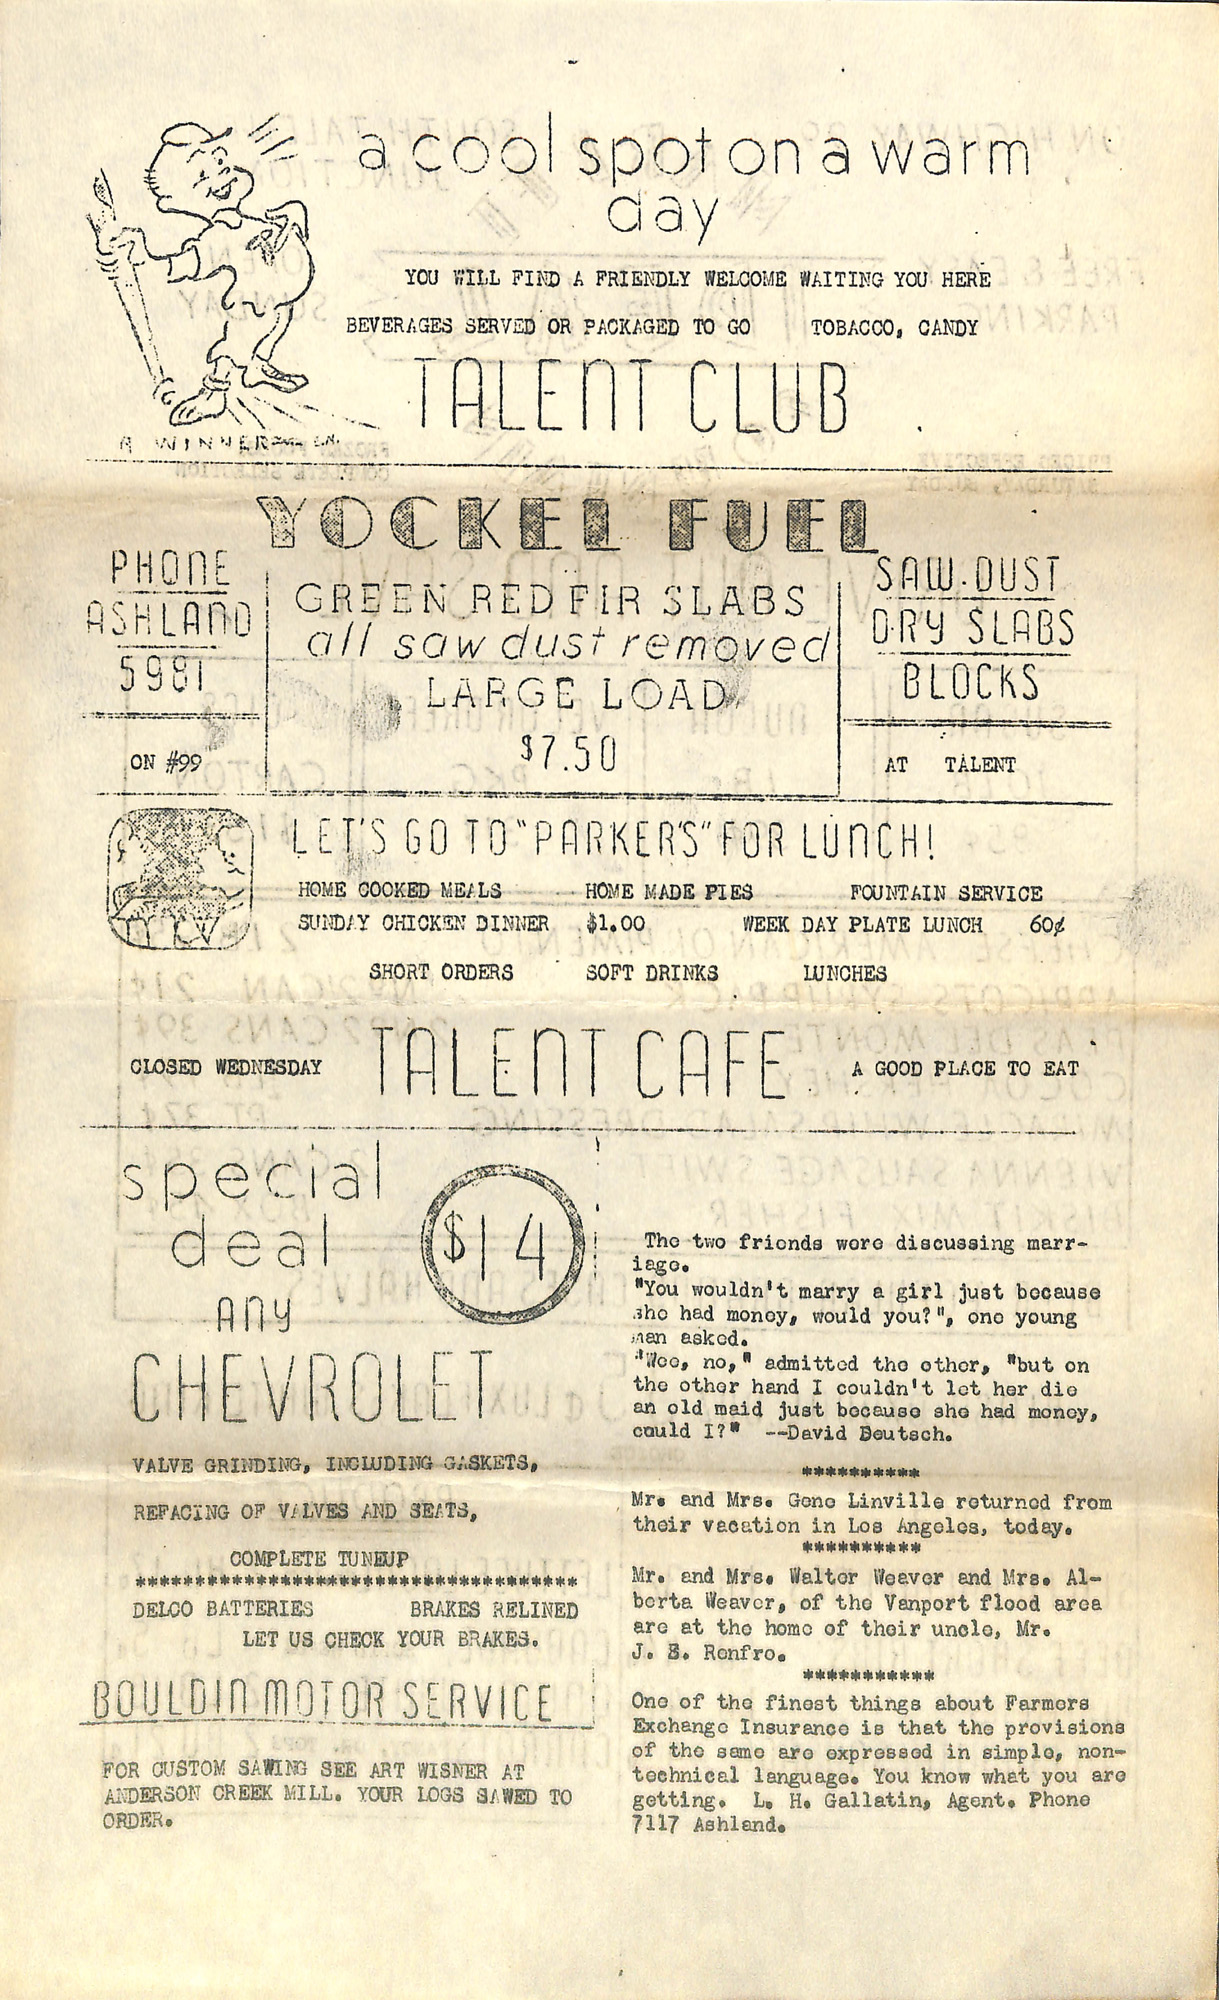 a cool spot on a warm
day
YOU WILL FIND A FRIENDLY WELCOME WAITING YOU HERE
BEVERAGES SERVED OR PACKAGED TO GO TOBACCO, CANDY
TALENT CLUB
A WINNER
YOCKEL FUEL
PHONE
ASHLAND
5981
ON #99
GREEN RED FIR SLABS
all saw dust removed
LARGE LOAD
$7.50
SAW-DUST
DRY SLABS
BLOCKS
AT TALENT
LET'S GO TO "PARKER'S" FOR LUNCH!
HOME COOKED MEALS HOME MADE PIES FOUNTAIN SERVICE
SUNDAY CHICKEN DINNER $1.00 WEEK DAY PLATE LUNCH 60¢
SHORT ORDERS SOFT DRINKS LUNCHES
CLOSED WEDNESDAY TALENT CAFE A GOOD PLACE TO EAT
special
deal
$14
any
CHEVROLET
VALVE GRINDING, INCLUDING GASKETS,
REFACING OF VALVES AND SEATS,
COMPLETE TUNEUP
*************************************
DELCO BATTERIES BRAKES RELINED
LET US CHECK YOUR BRAKES.
BOULDIN MOTOR SERVICE
FOR CUSTOM SAWING SEE ART WISNER AT
ANDERSON CREEK MILL. YOUR LOGS SAWED TO
ORDER.
The two friends were discussing marr-
iage.
"You wouldn't marry a girl just because
she had money, would you?", one young
man asked.
"Wee, no," admitted the other, "but on
the other hand I couldn't let her die
an old maid just because she had money,
could I?" --David Deutsch.
**********
Mr. and Mrs. Gene Linville returned from
their vacation in Los Angeles, today.
**********
Mr. and Mrs. Walter Weaver and Mrs. Al-
berta Weaver, of the Vanport flood area
are at the home of their uncle, Mr.
J. S. Renfro.
***********
One of the finest things about Farmers
Exchange Insurance is that the provisions
of the same are expressed in simple, non-
technical language. You know what you are
getting. L. H. Gallatin, Agent. Phone
7117 Ashland.